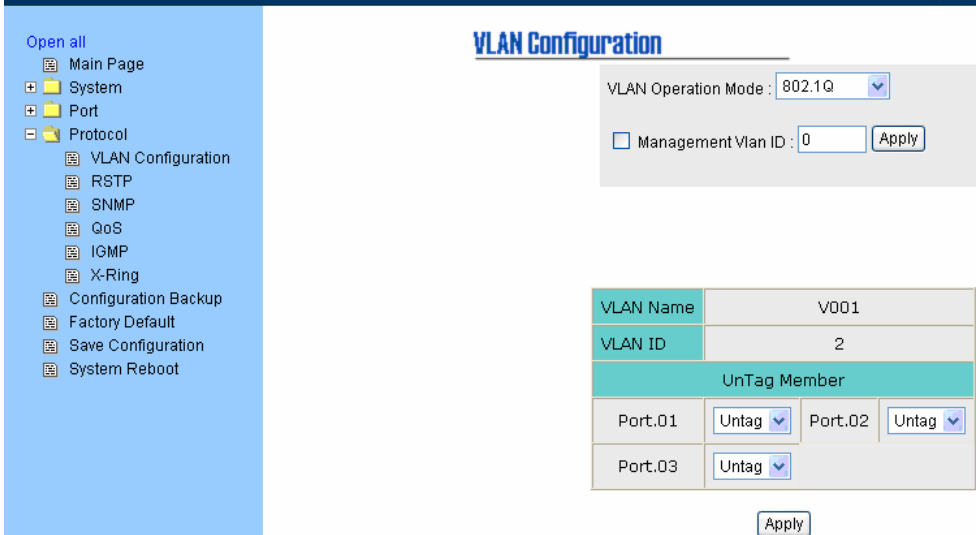 Open all
Main Page
System
Port
Protocol
VLAN Configuration
RSTP
SNMP
QoS
IGMP
X-Ring
Configuration Backup
Factory Default
Save Configuration
System Reboot
VLAN Configuration
VLAN Operation Mode : 802.1Q
Management Vlan ID : 0 Apply
VLAN Name V001
VLAN ID 2
UnTag Member
Port.01 Untag Port.02 Untag
Port.03 Untag
Apply